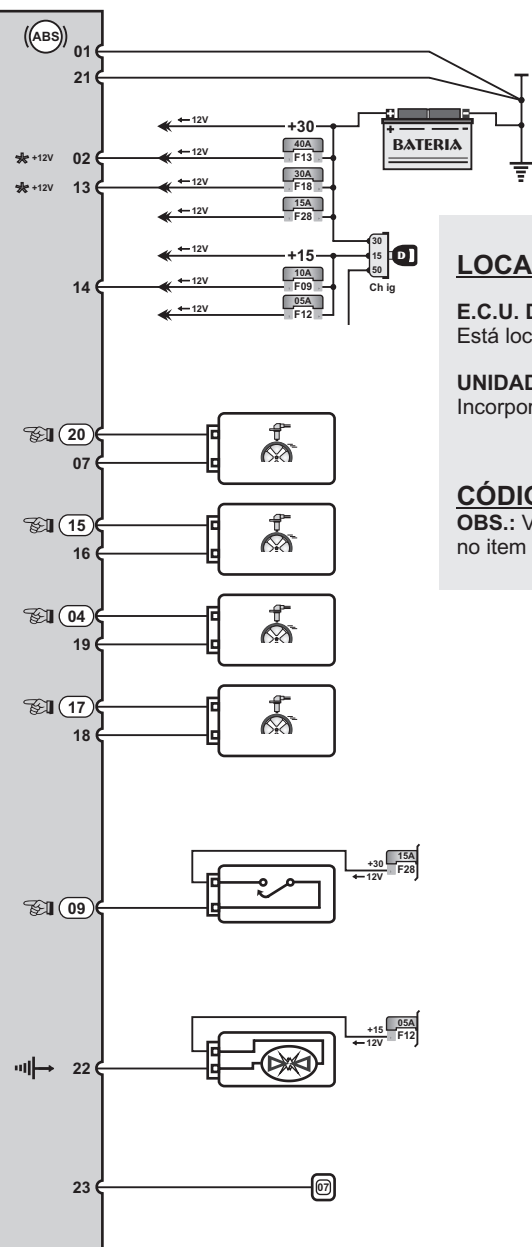 ABS
01
21
12V
+30
BATERIA
+12V 02 12V 40A F13
+12V 13 12V 30A F18
12V 15A F28
30
12V +15 15 D
50
14 12V 10A F09
Ch ig
12V 05A F12
LOCA
E.C.U. D
Está loc
UNIDAD
Incorpor
CÓDIG
OBS.: V
no item
20
07
15
16
04
19
17
18
+30 15A
12V F28
09
+15 05A
12V F12
22
23 07